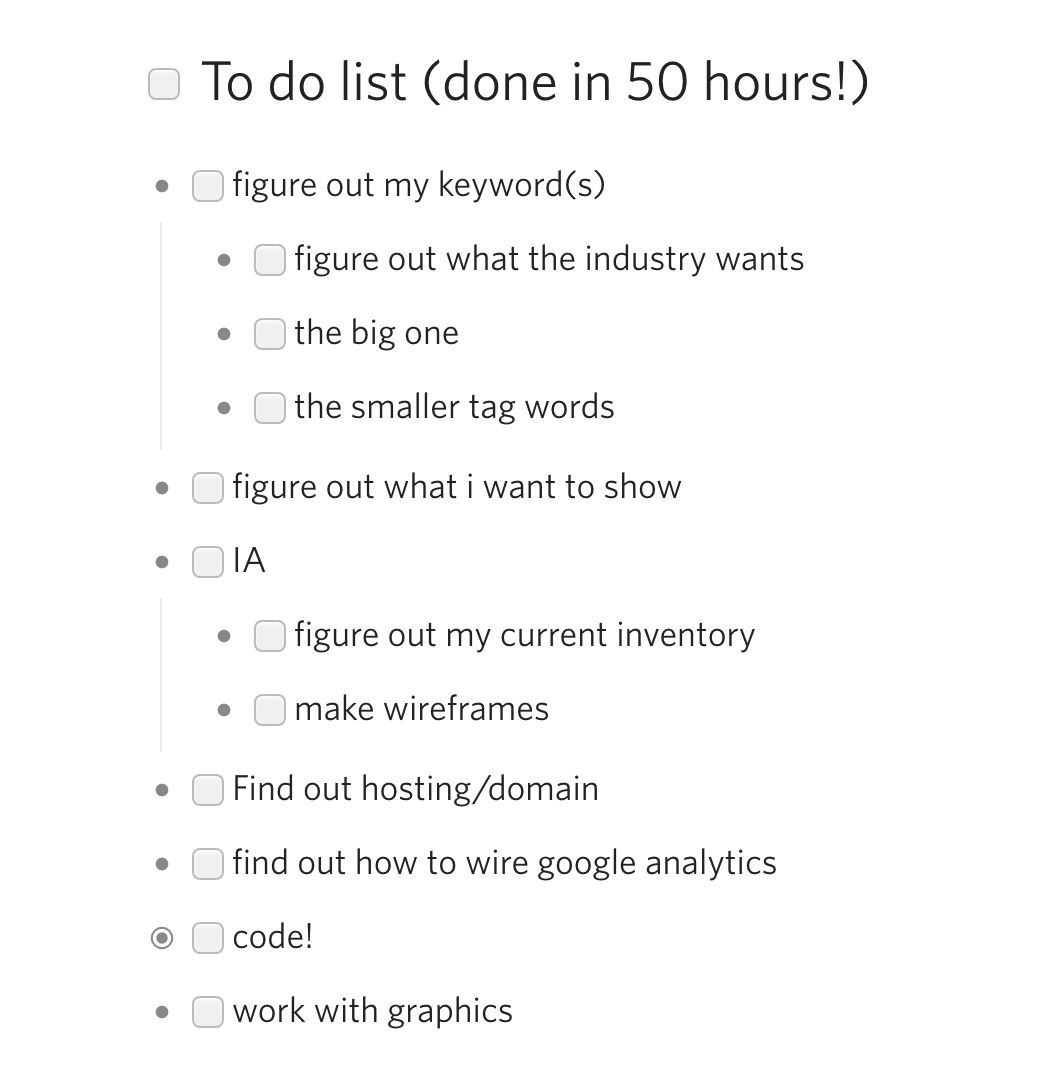 To do list (done in 50 hours!)
figure out my keyword(s)
figure out what the industry wants
the big one
the smaller tag words
figure out what i want to show
IA
figure out my current inventory
make wireframes
Find out hosting/domain
find out how to wire google analytics
code!
work with graphics